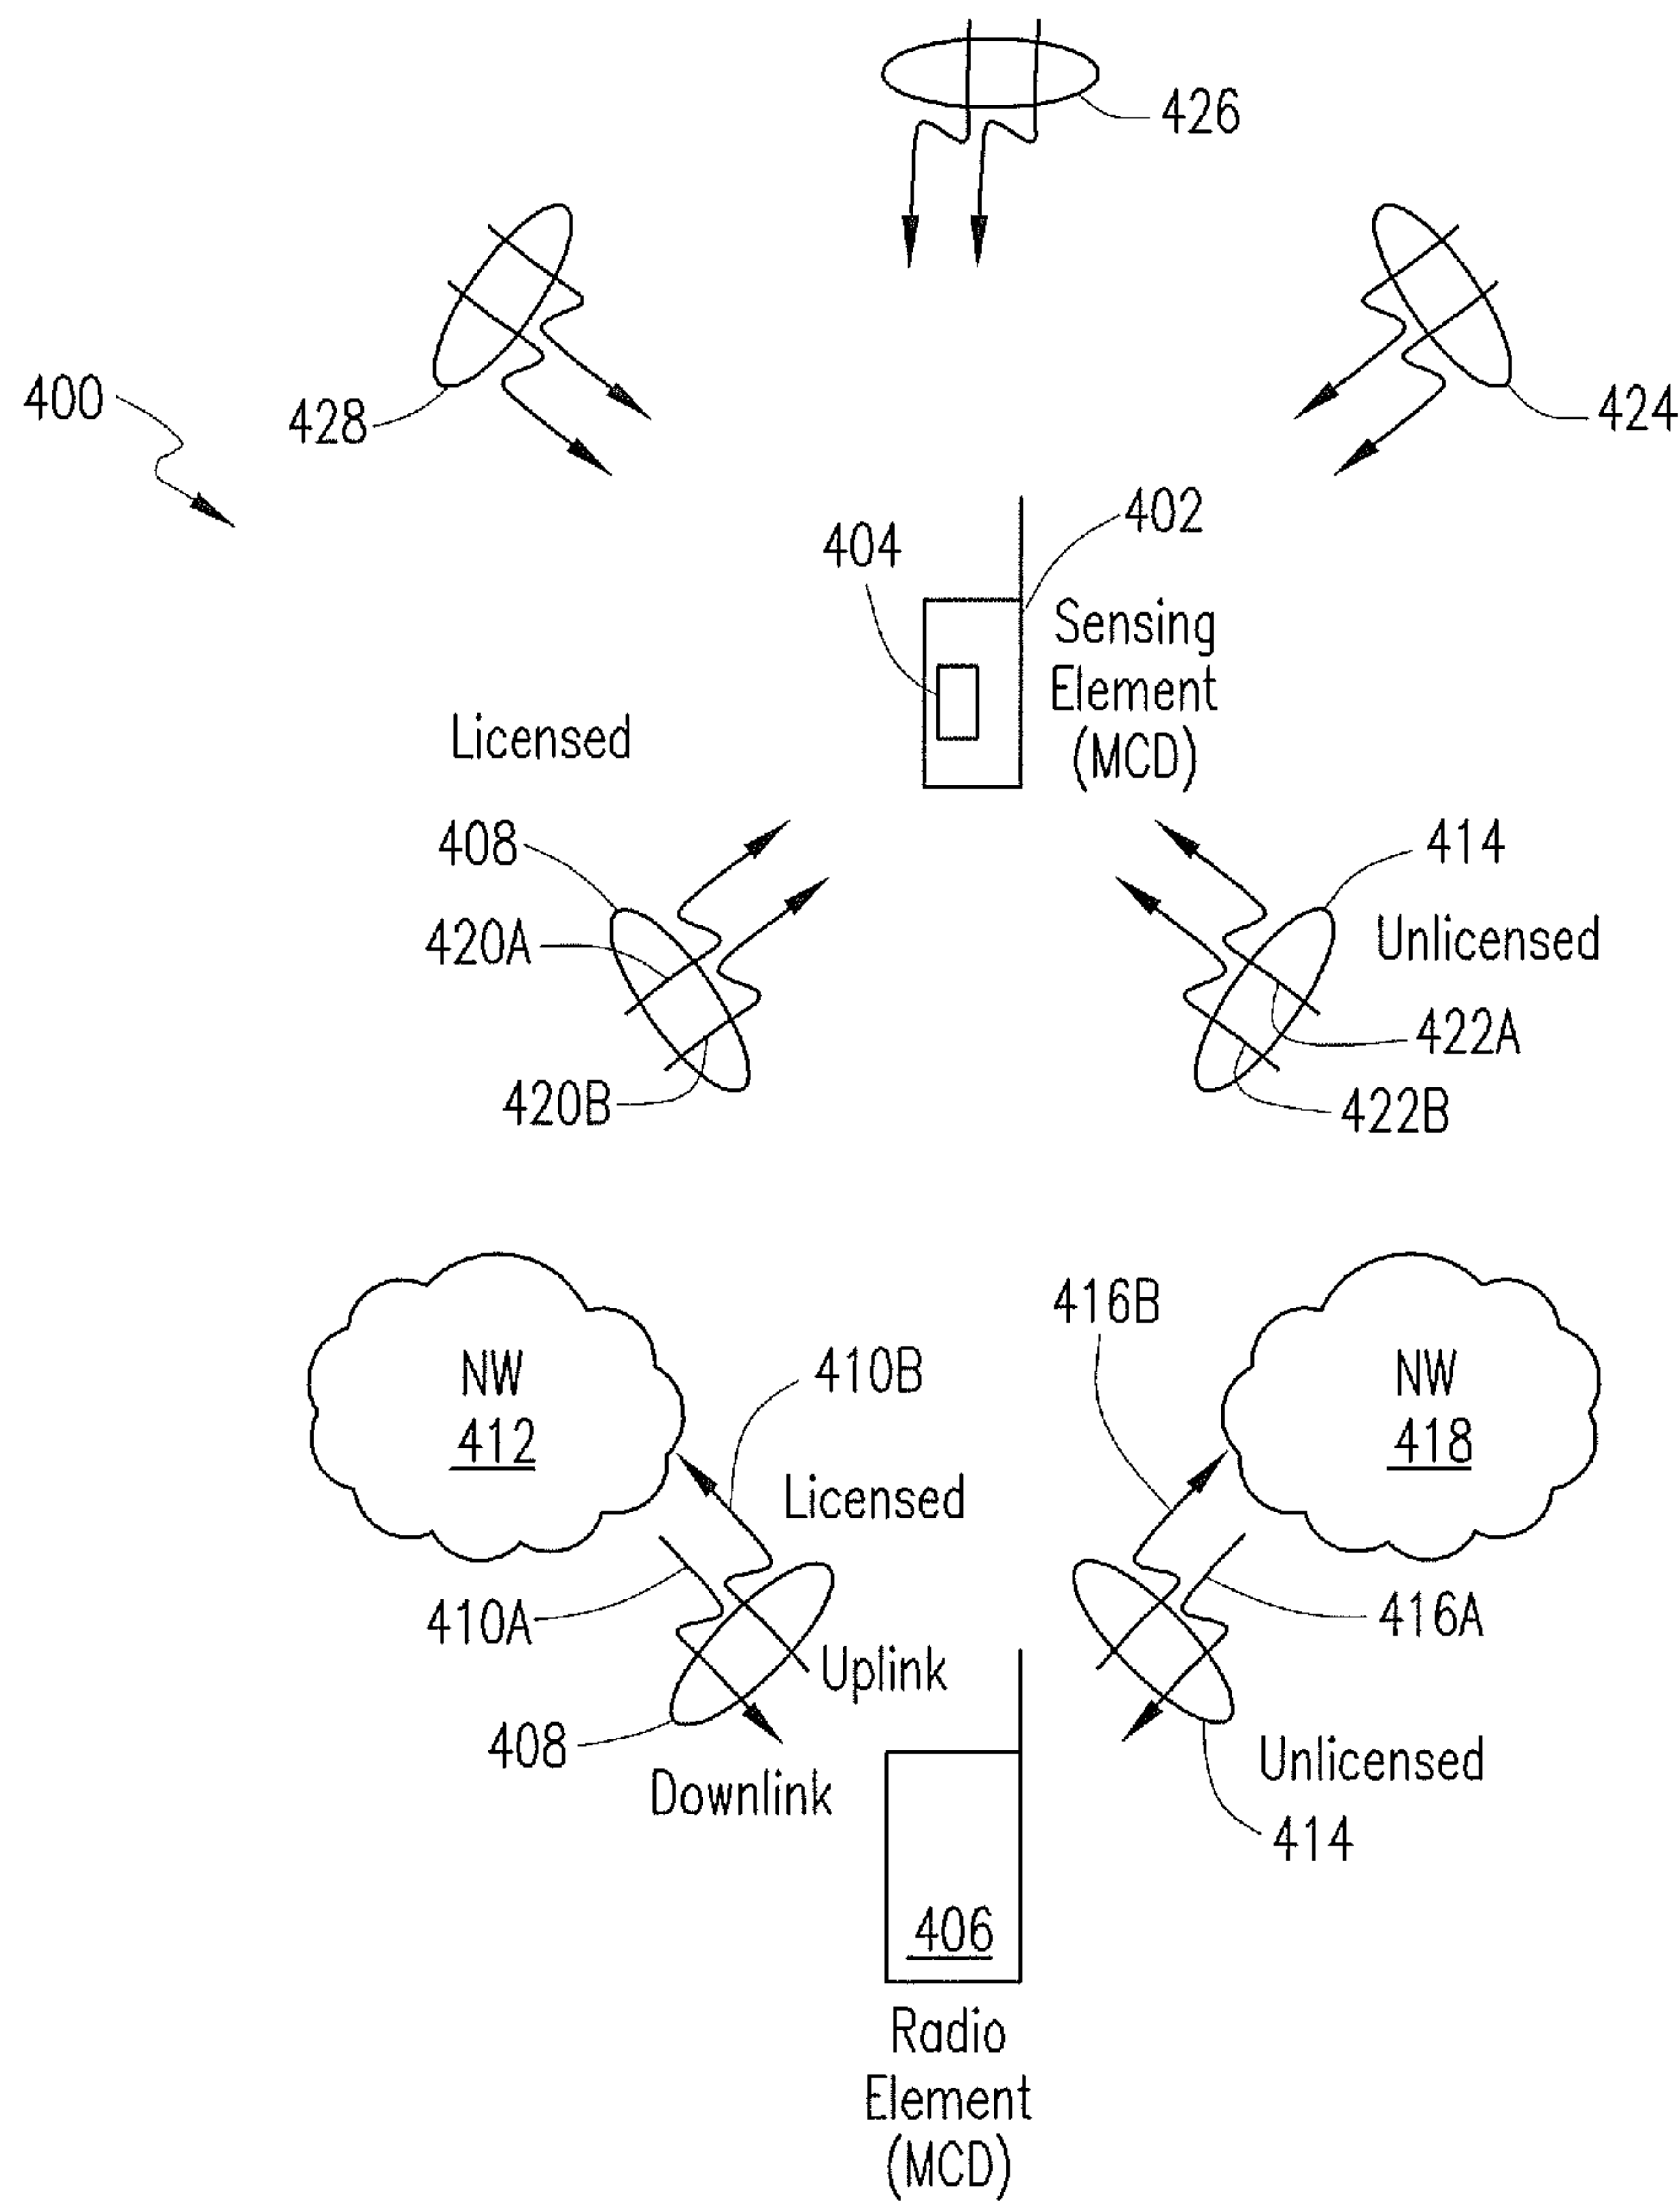 426
400
428
424
404
402
Sensing
Element
(MCD)
Licensed
408
414
420A
Unlicensed
422A
420B
422B
416B
NW
412
410B
NW
418
Licensed
410A
416A
Uplink
408
Unlicensed
Downlink
414
406
Radio
Element
(MCD)